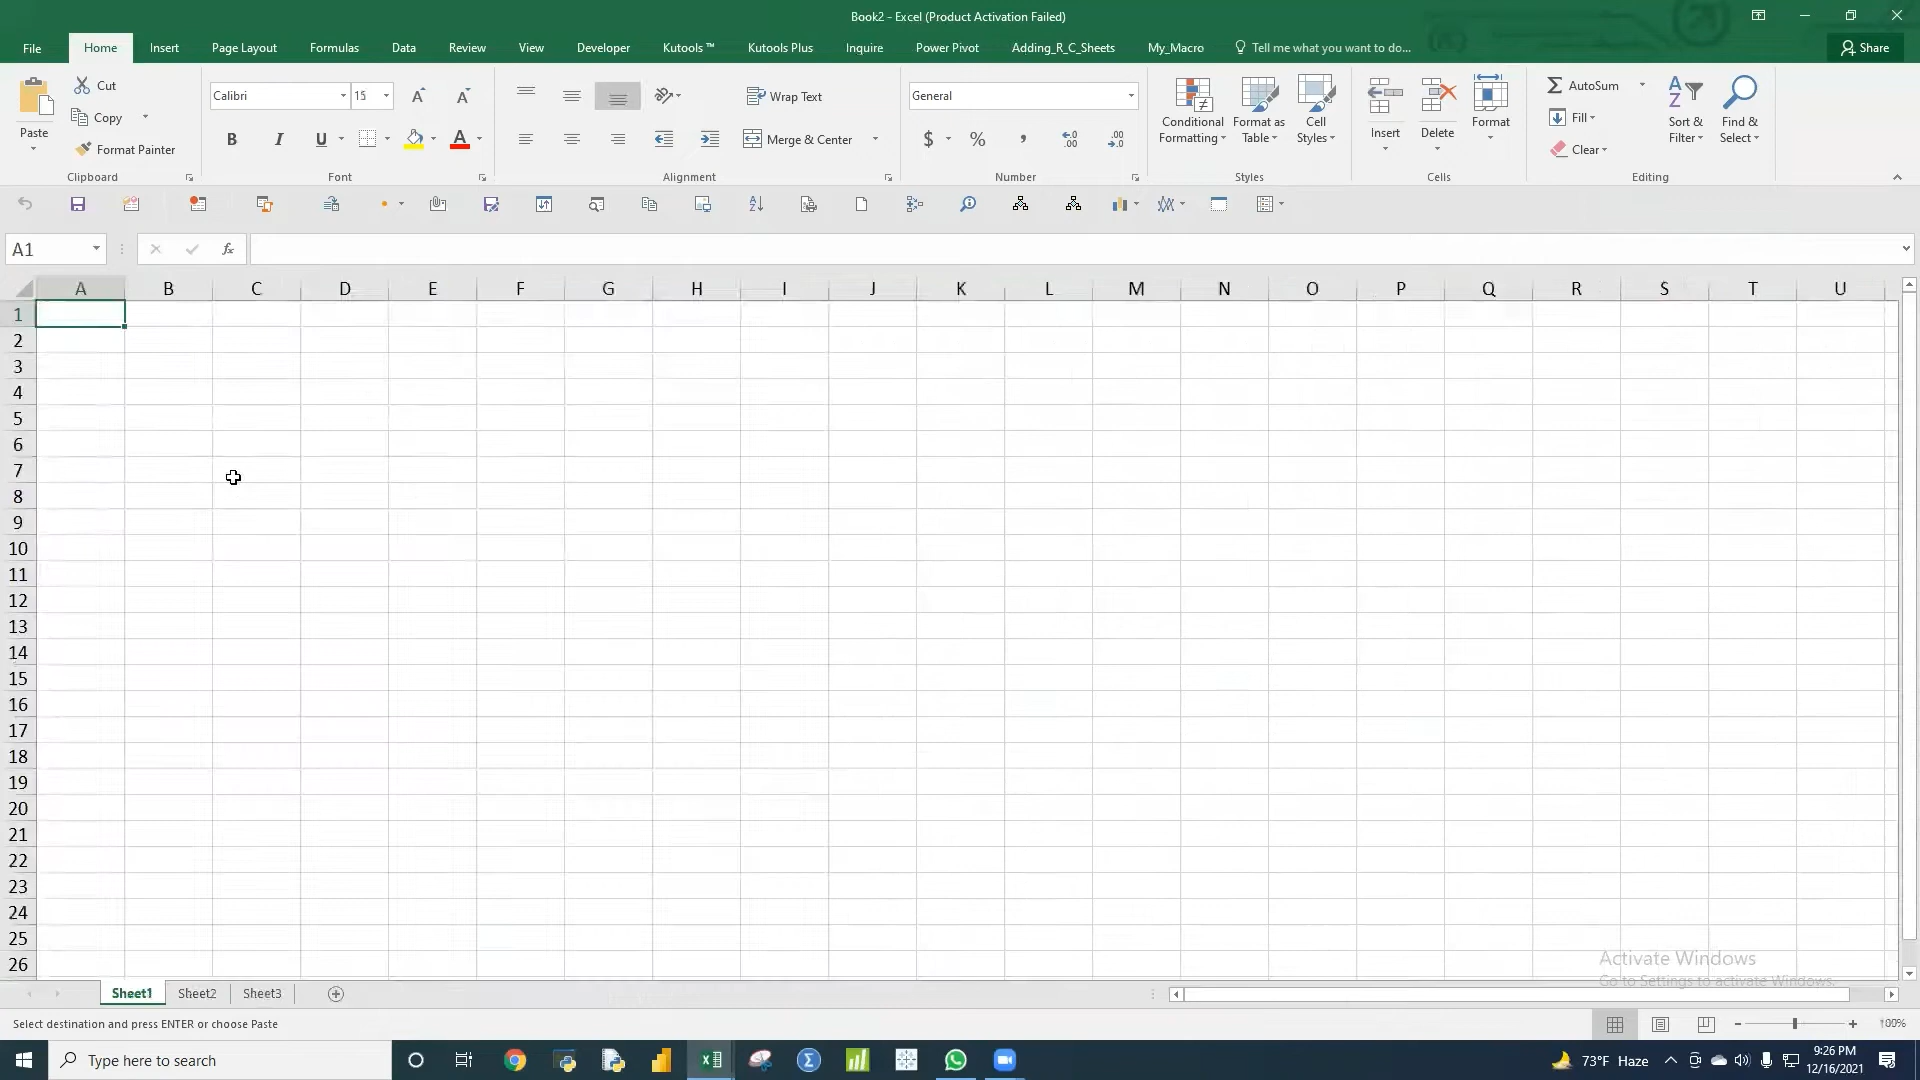 Book2 - Excel (Product Activation Failed)
File Home Insert Page Layout Formulas Data Review View Developer Kutools ™ Kutools Plus Inquire Power Pivot Adding_R_C_Sheets My_Macro Tell me what you want to do... Share
Paste
Cut
Copy
Format Painter
Clipboard
Calibri 15
B I U A
Font
Wrap Text
Merge & Center
Alignment
General
$ % ,
Number
Conditional Formatting
Format as Table
Cell Styles
Styles
Insert
Delete
Format
Cells
AutoSum
Fill
Clear
Sort & Filter
Find & Select
Editing
A1 fx
A B C D E F G H I J K L M N O P Q R S T U
1
2
3
4
5
6
7
8
9
10
11
12
13
14
15
16
17
18
19
20
21
22
23
24
25
26
Activate Windows
Go to Settings to activate Windows.
Sheet1 Sheet2 Sheet3
Select destination and press ENTER or choose Paste
100%
Type here to search
73°F Haze
9:26 PM
12/16/2021